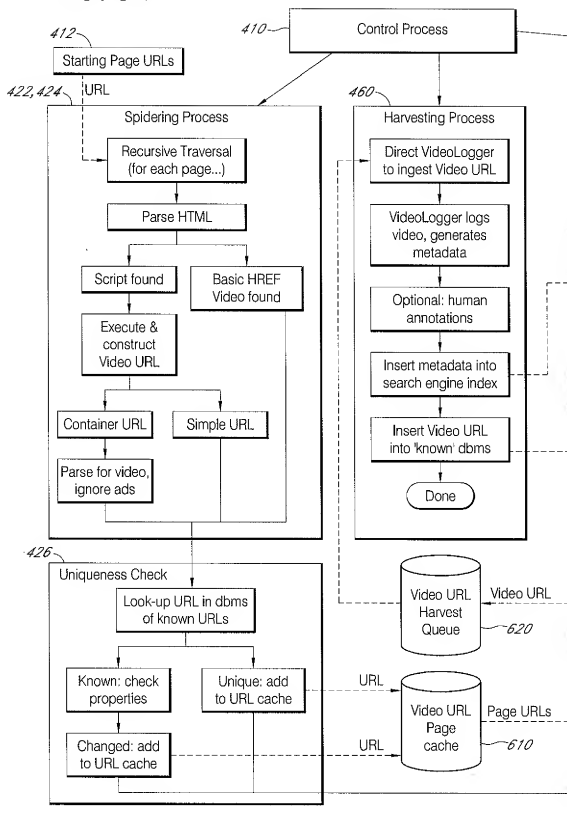 410
Control Process
412
Starting Page URLs
URL
422, 424
Spidering Process
Recursive Traversal
(for each page...)
Parse HTML
Script found
Basic HREF
Video found
Execute &
construct
Video URL
Container URL
Simple URL
Parse for video,
ignore ads
460
Harvesting Process
Direct VideoLogger
to ingest Video URL
VideoLogger logs
video, generates
metadata
Optional: human
annotations
Insert metadata into
search engine index
Insert Video URL
into 'known' dbms
Done
426
Uniqueness Check
Look-up URL in dbms
of known URLs
Known: check
properties
Unique: add
to URL cache
Changed: add
to URL cache
URL
URL
Video URL
Harvest
Queue
Video URL
620
Video URL
Page
cache
Page URLs
610